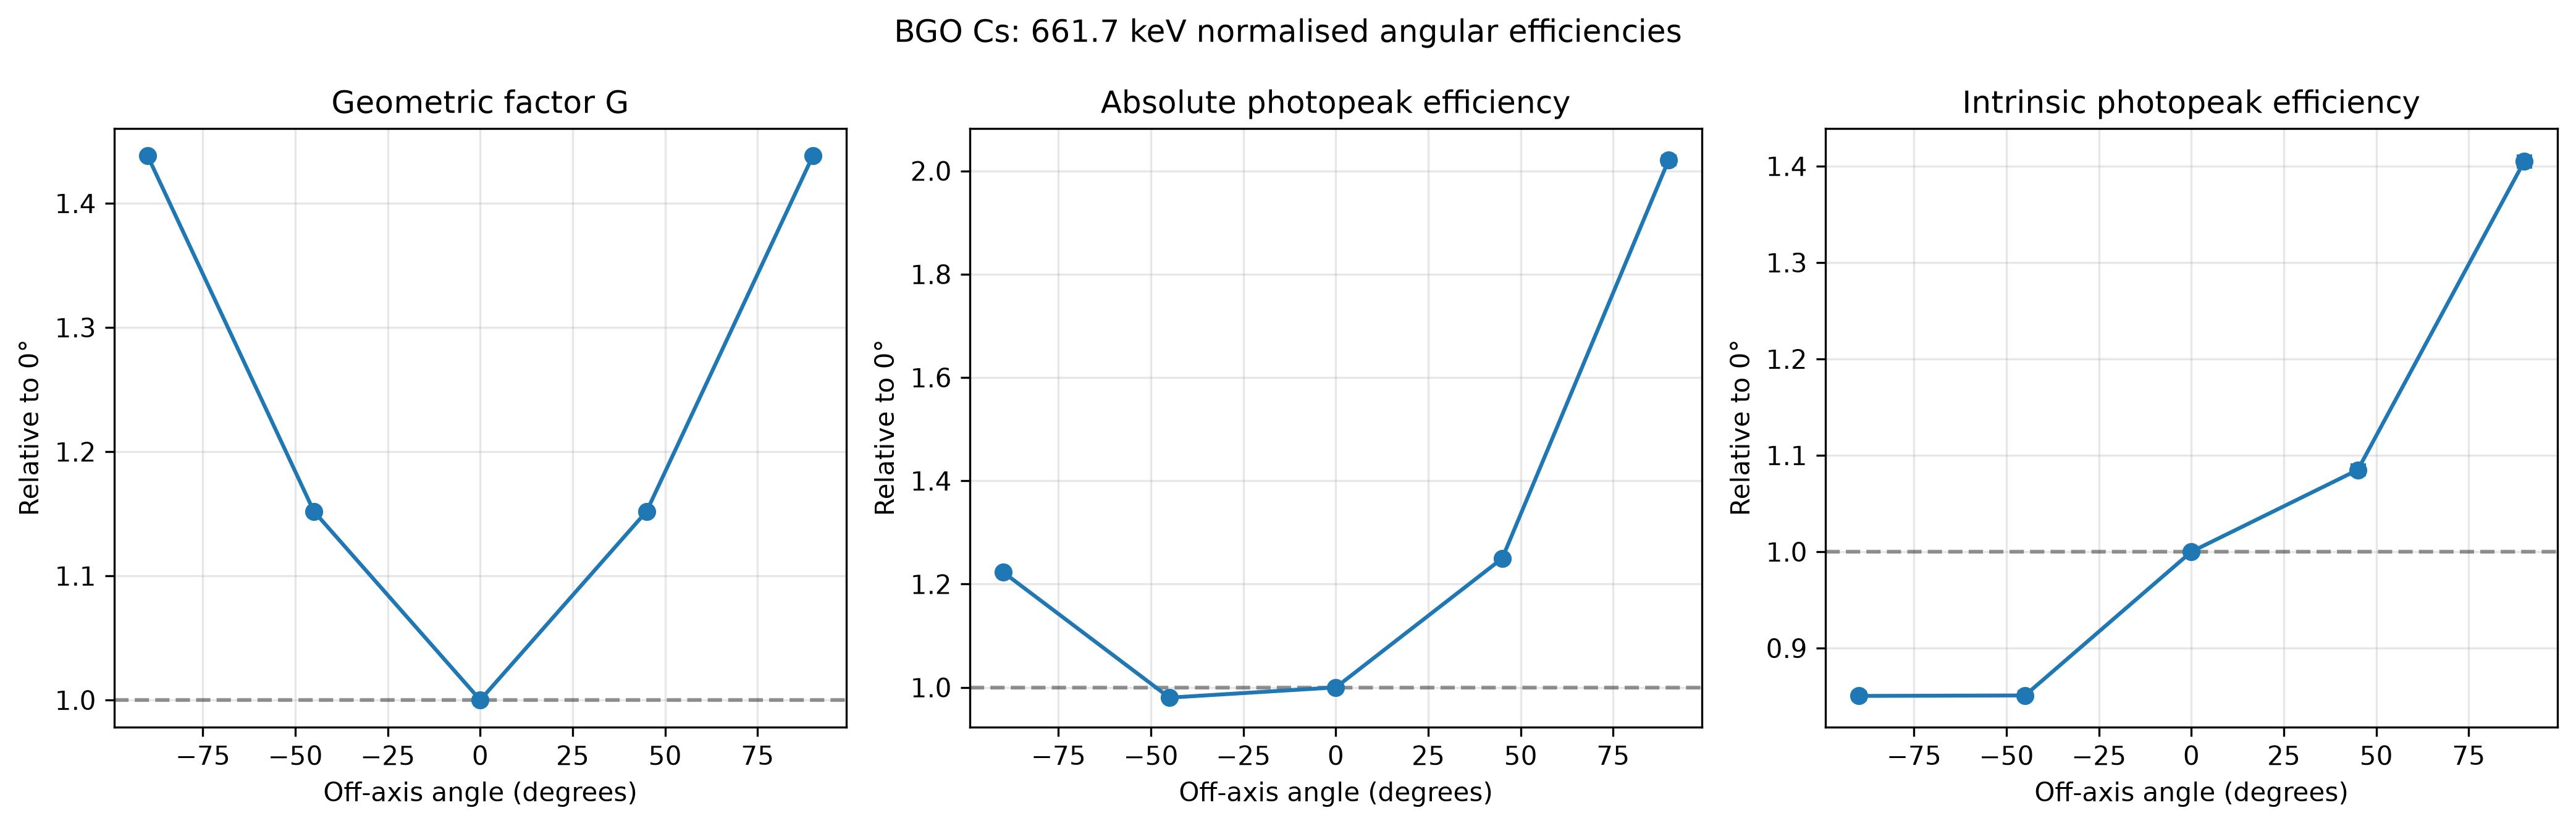 BGO Cs: 661.7 keV normalised angular efficiencies
Geometric factor G
Relative to 0°
1.4
1.3
1.2
1.1
1.0
−75 −50 −25 0 25 50 75
Off-axis angle (degrees)
Absolute photopeak efficiency
Relative to 0°
2.0
1.8
1.6
1.4
1.2
1.0
−75 −50 −25 0 25 50 75
Off-axis angle (degrees)
Intrinsic photopeak efficiency
Relative to 0°
1.4
1.3
1.2
1.1
1.0
0.9
−75 −50 −25 0 25 50 75
Off-axis angle (degrees)